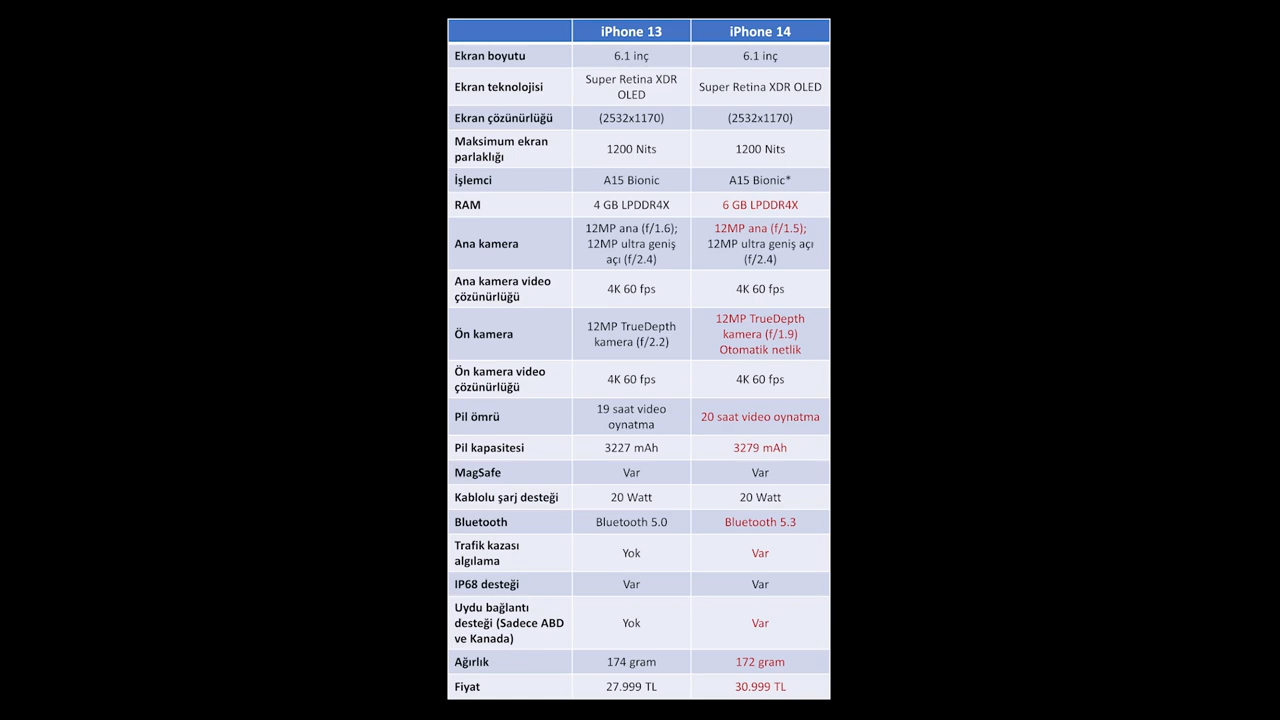 iPhone 13 iPhone 14
Ekran boyutu 6.1 inç 6.1 inç
Ekran teknolojisi Super Retina XDR OLED Super Retina XDR OLED
Ekran çözünürlüğü (2532x1170) (2532x1170)
Maksimum ekran parlaklığı 1200 Nits 1200 Nits
İşlemci A15 Bionic A15 Bionic*
RAM 4 GB LPDDR4X 6 GB LPDDR4X
Ana kamera 12MP ana (f/1.6); 12MP ultra geniş açı (f/2.4) 12MP ana (f/1.5); 12MP ultra geniş açı (f/2.4)
Ana kamera video çözünürlüğü 4K 60 fps 4K 60 fps
Ön kamera 12MP TrueDepth kamera (f/2.2) 12MP TrueDepth kamera (f/1.9) Otomatik netlik
Ön kamera video çözünürlüğü 4K 60 fps 4K 60 fps
Pil ömrü 19 saat video oynatma 20 saat video oynatma
Pil kapasitesi 3227 mAh 3279 mAh
MagSafe Var Var
Kablolu şarj desteği 20 Watt 20 Watt
Bluetooth Bluetooth 5.0 Bluetooth 5.3
Trafik kazası algılama Yok Var
IP68 desteği Var Var
Uydu bağlantı desteği (Sadece ABD ve Kanada) Yok Var
Ağırlık 174 gram 172 gram
Fiyat 27.999 TL 30.999 TL